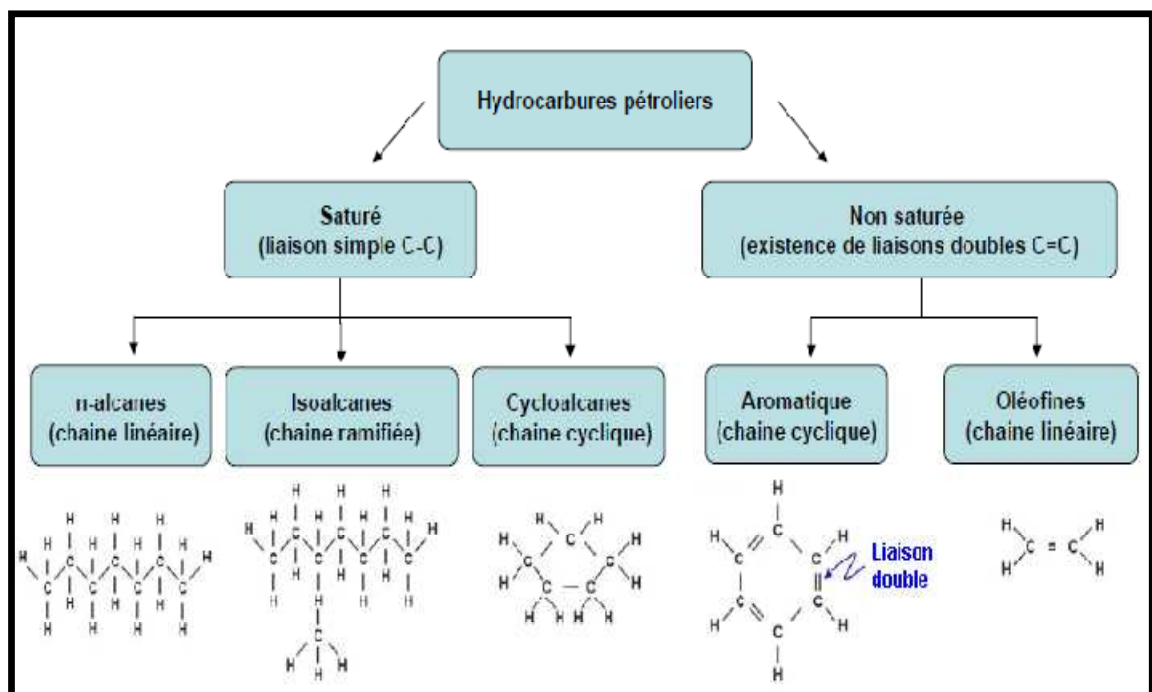 Hydrocarbures pétroliers
Saturé
(liaison simple C-C)
Non saturée
(existence de liaisons doubles C=C)
n-alcanes
(chaine linéaire)
Isoalcanes
(chaine ramifiée)
Cycloalcanes
(chaine cyclique)
Aromatique
(chaine cyclique)
Oléofines
(chaine linéaire)
Liaison
double